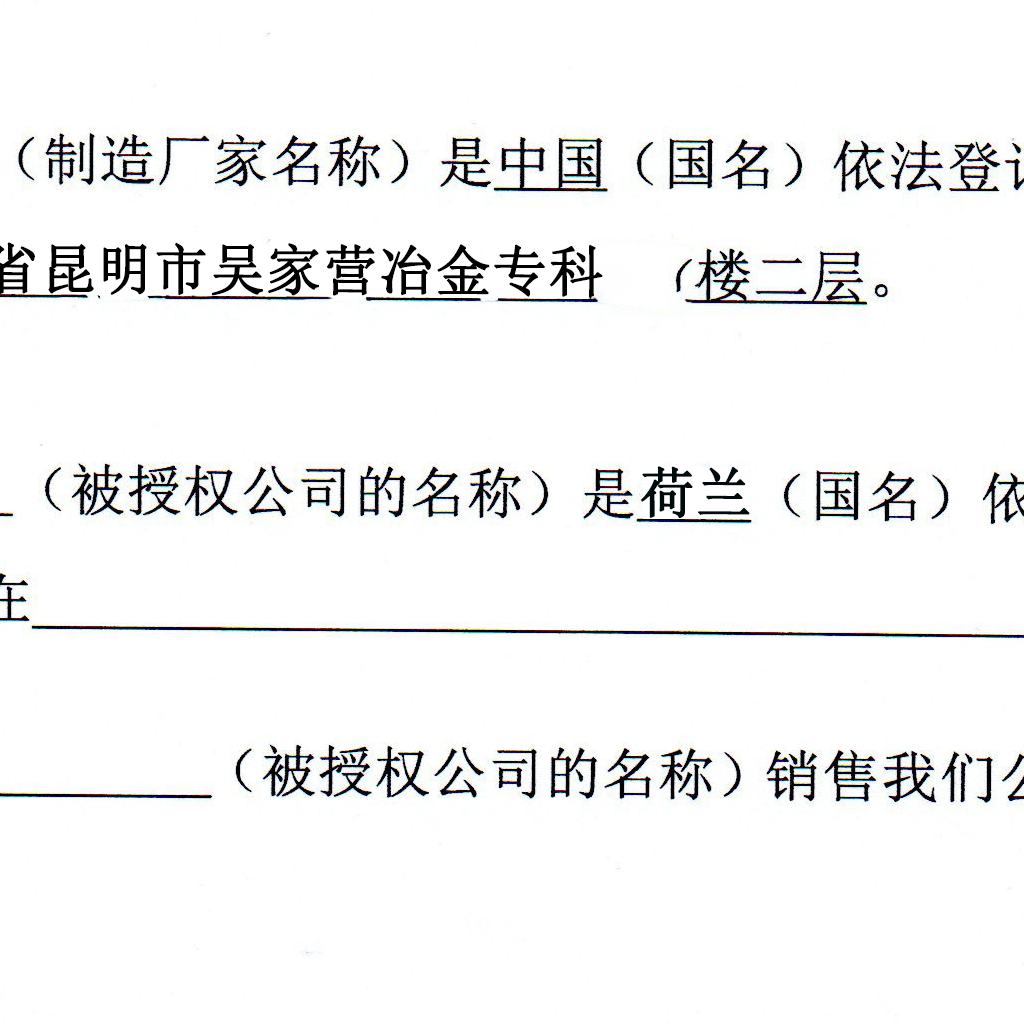 （制造厂家名称）是中国（国名）依法登
省昆明市吴家营冶金专科 楼二层。
（被授权公司的名称）是荷兰（国名）依
在
（被授权公司的名称）销售我们公